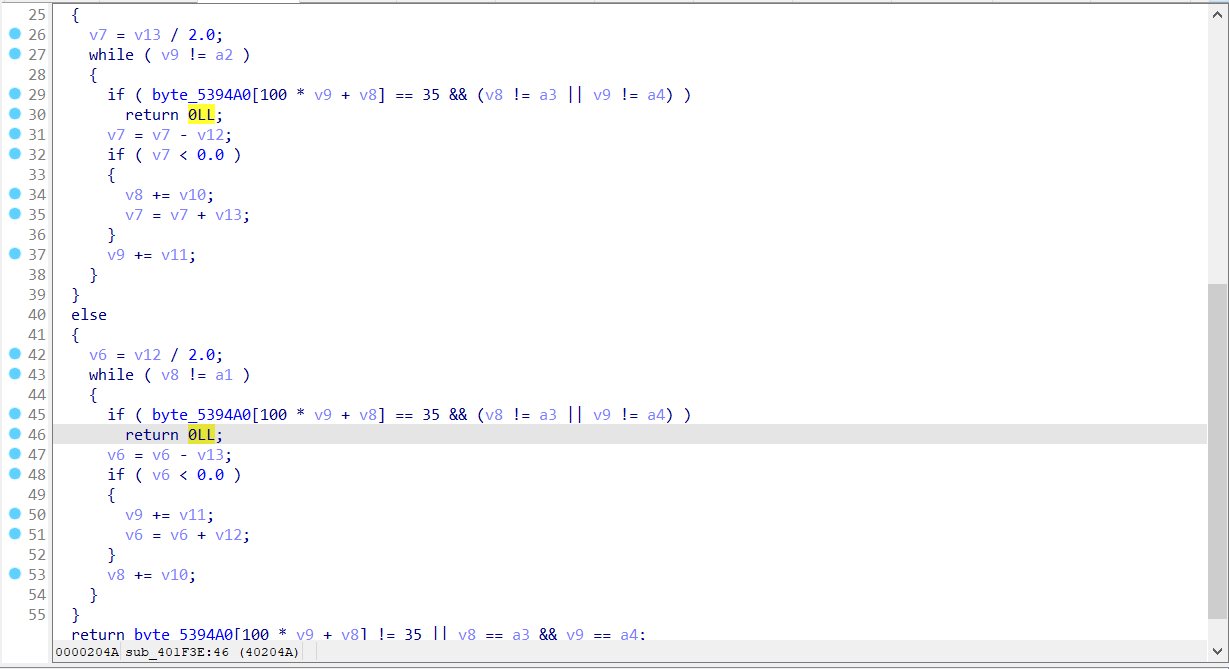 25 {
26 v7 = v13 / 2.0;
27 while ( v9 != a2 )
28 {
29 if ( byte_5394A0[100 * v9 + v8] == 35 && (v8 != a3 || v9 != a4) )
30 return 0LL;
31 v7 = v7 - v12;
32 if ( v7 < 0.0 )
33 {
34 v8 += v10;
35 v7 = v7 + v13;
36 }
37 v9 += v11;
38 }
39 }
40 else
41 {
42 v6 = v12 / 2.0;
43 while ( v8 != a1 )
44 {
45 if ( byte_5394A0[100 * v9 + v8] == 35 && (v8 != a3 || v9 != a4) )
46 return 0LL;
47 v6 = v6 - v13;
48 if ( v6 < 0.0 )
49 {
50 v9 += v11;
51 v6 = v6 + v12;
52 }
53 v8 += v10;
54 }
55 }
return byte_5394A0[100 * v9 + v8] != 35 || v8 == a3 && v9 == a4;
0000204A sub_401F3E:46 (40204A)